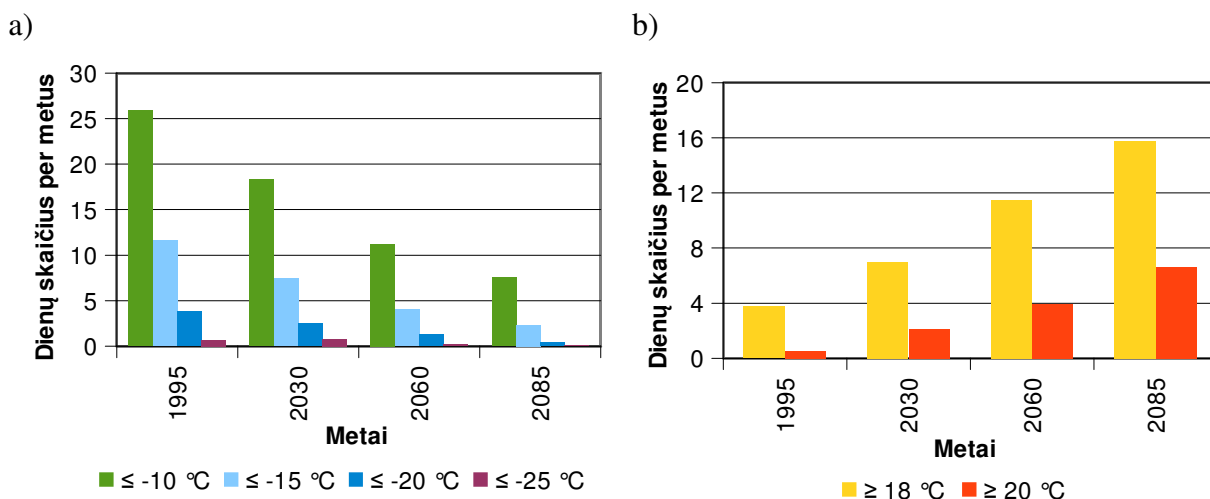 a)
30
25
20
15
10
5
0
Dienų skaičius per metus
1995
2030
2060
2085
Metai
≤ -10 °C ≤ -15 °C ≤ -20 °C ≤ -25 °C
b)
20
16
12
8
4
0
Dienų skaičius per metus
1995
2030
2060
2085
Metai
≥ 18 °C ≥ 20 °C